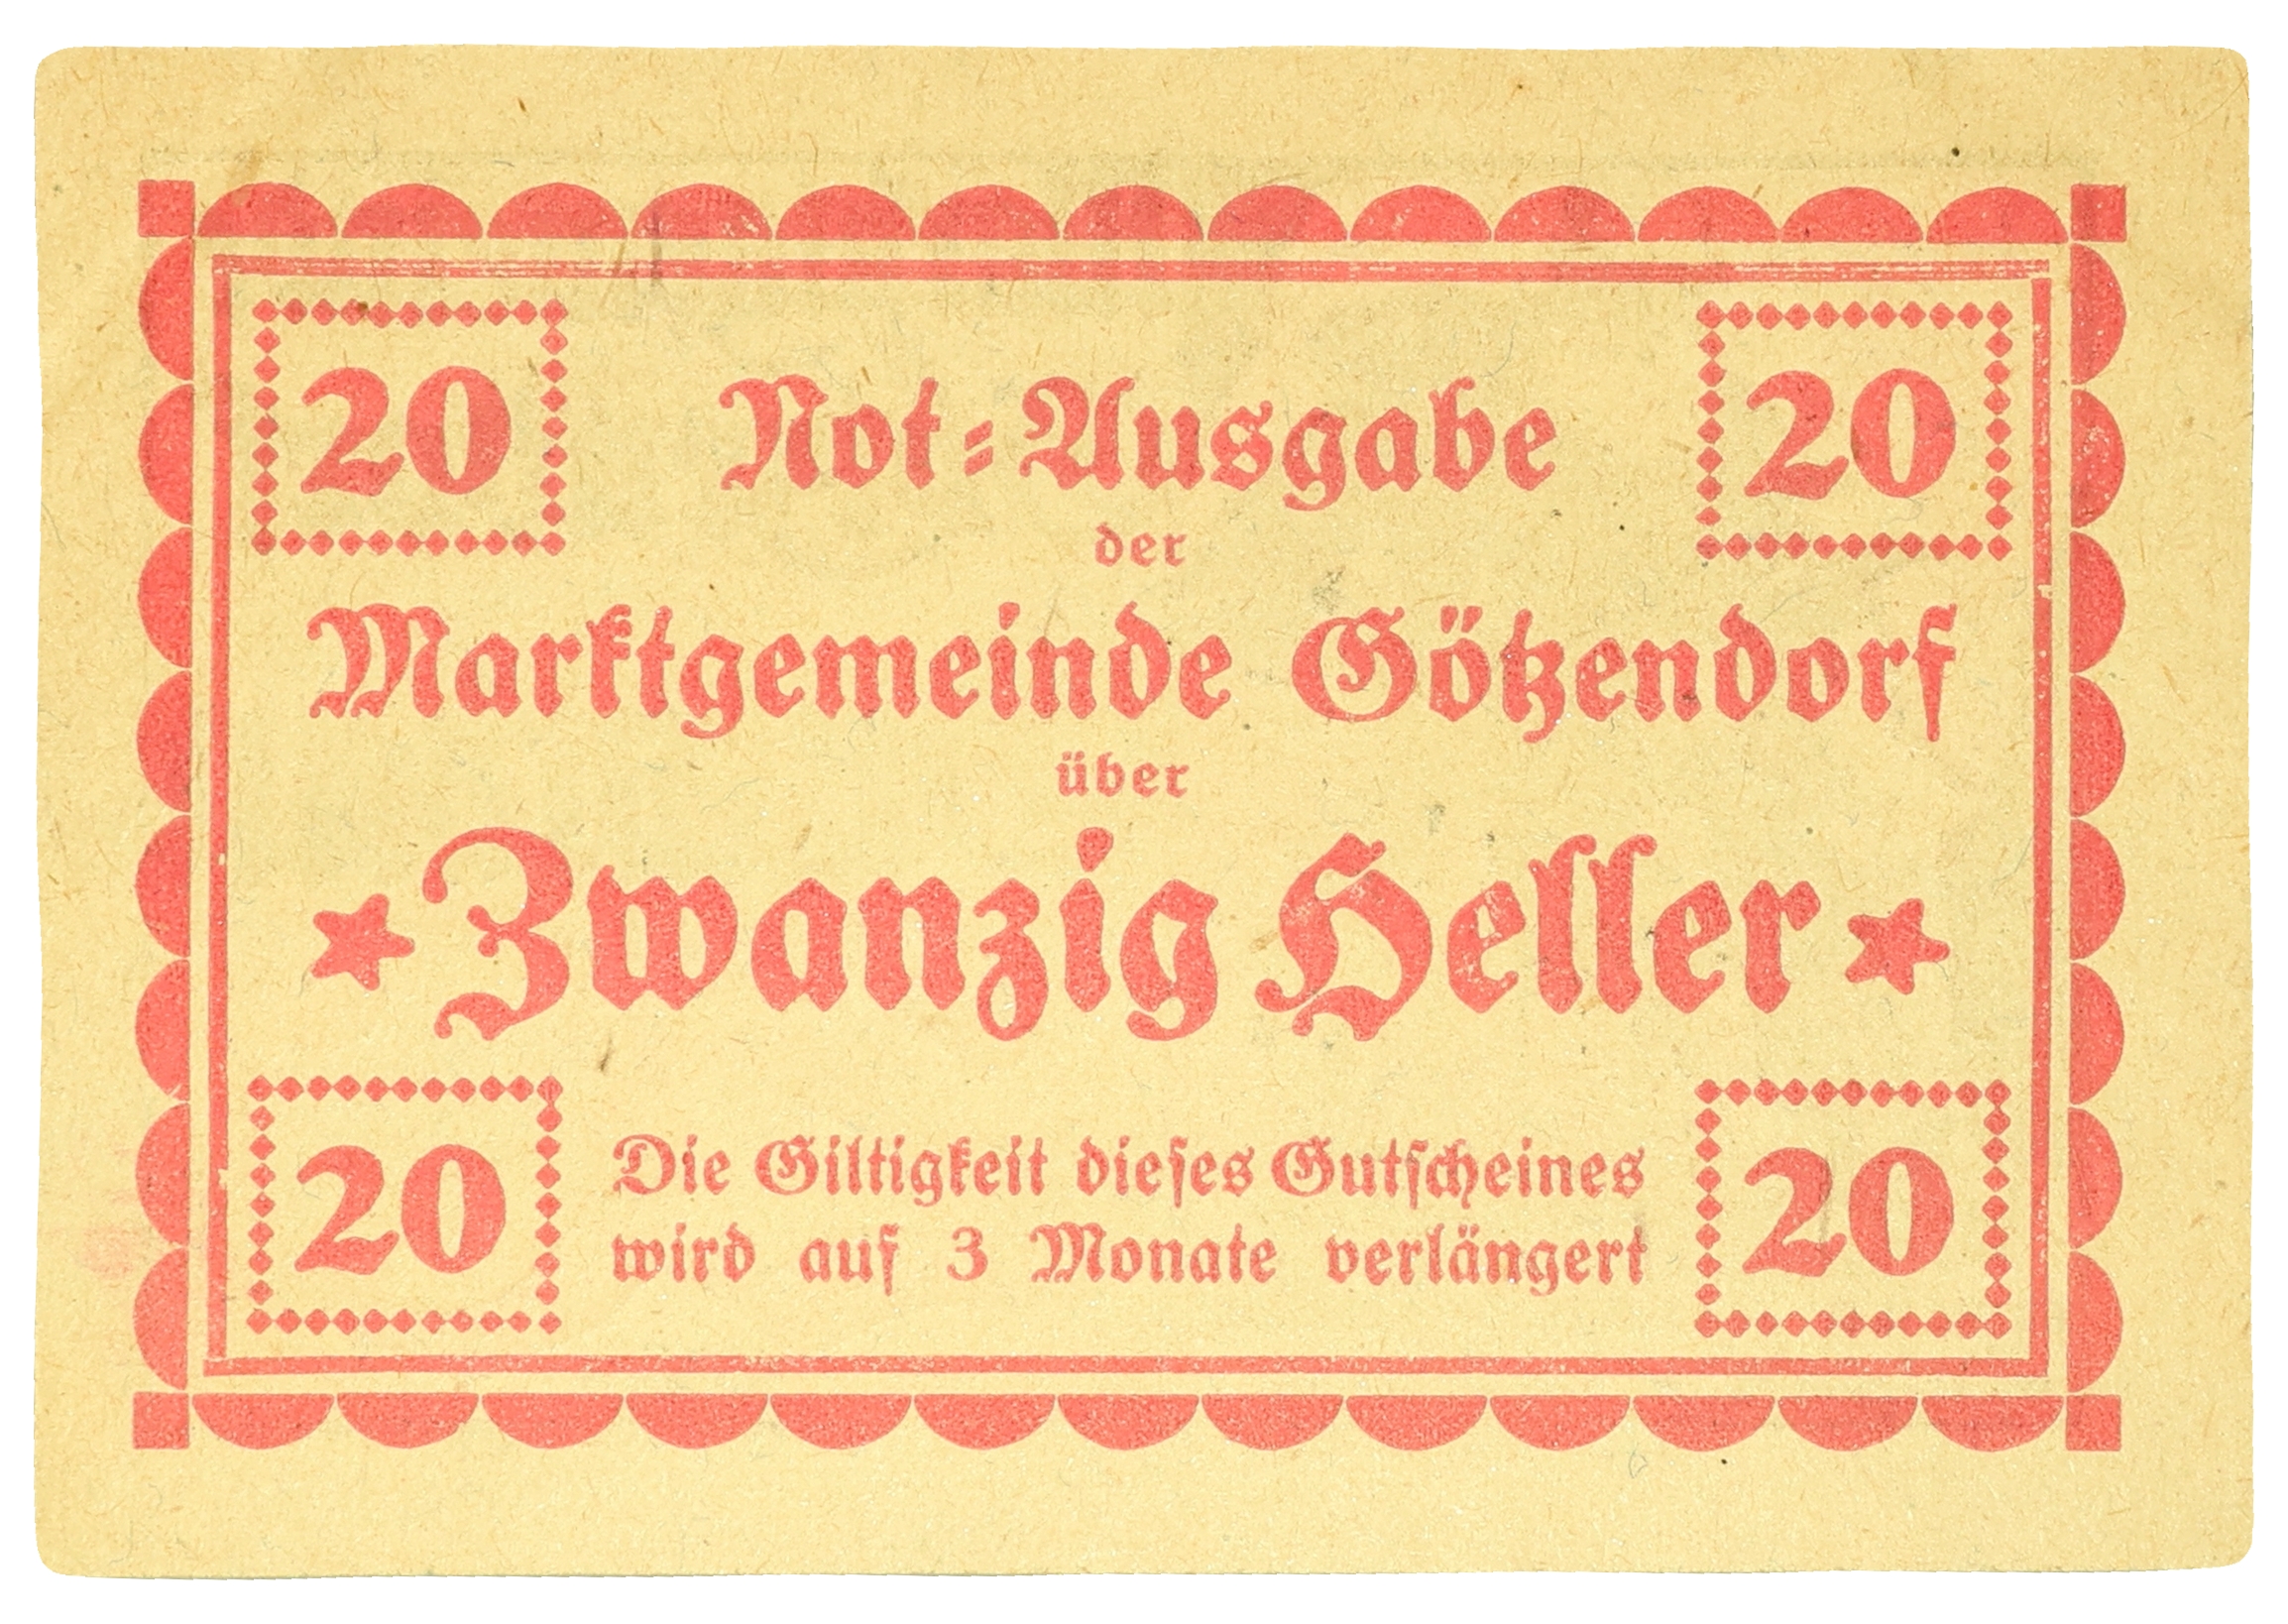 20 20
Not-Ausgabe
der
Marktgemeinde Götzendorf
über
Zwanzig Heller
20 20
Die Giltigkeit dieses Gutscheines
wird auf 3 Monate verlängert